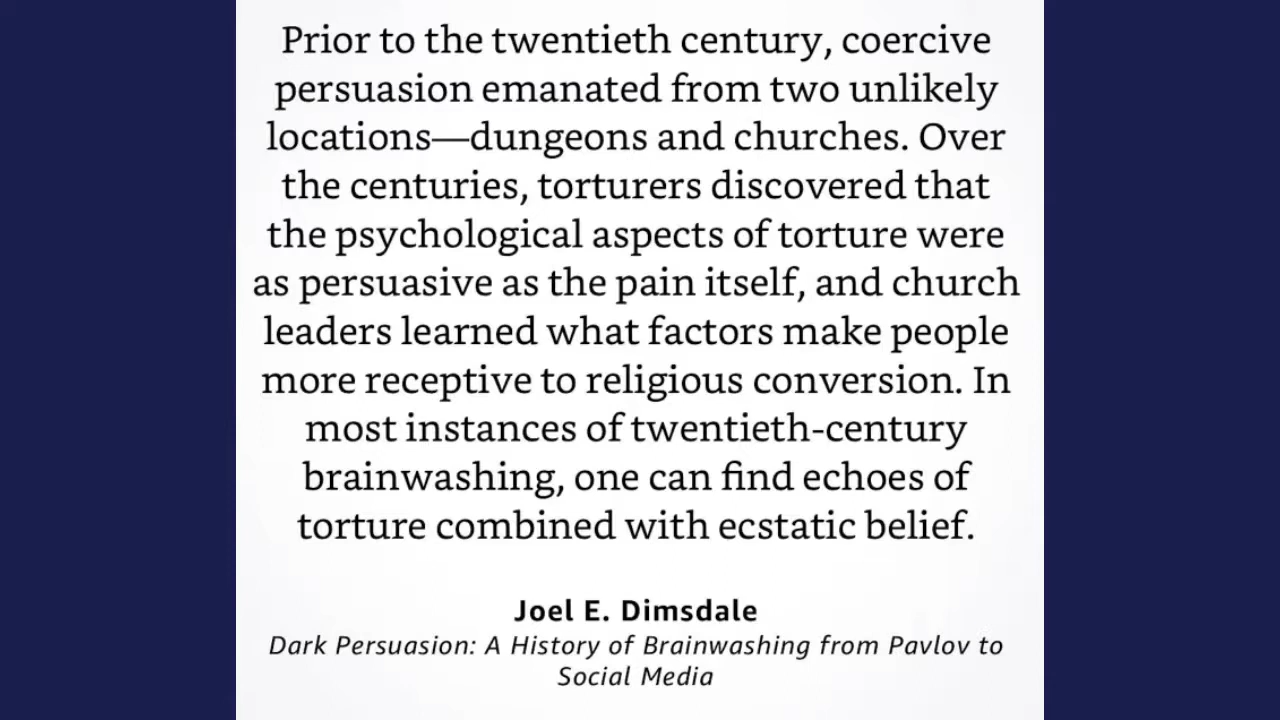 Prior to the twentieth century, coercive
persuasion emanated from two unlikely
locations—dungeons and churches. Over
the centuries, torturers discovered that
the psychological aspects of torture were
as persuasive as the pain itself, and church
leaders learned what factors make people
more receptive to religious conversion. In
most instances of twentieth-century
brainwashing, one can find echoes of
torture combined with ecstatic belief.
Joel E. Dimsdale
Dark Persuasion: A History of Brainwashing from Pavlov to
Social Media